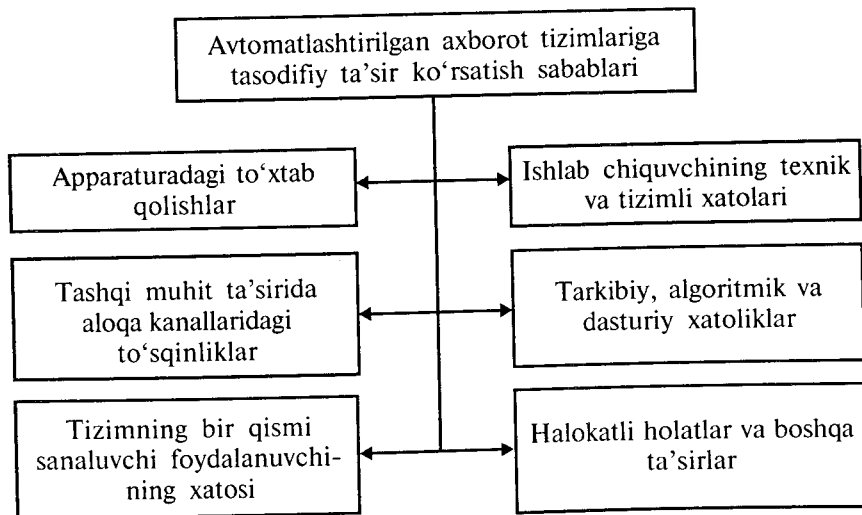 Avtomatlashtirilgan axborot tizimlariga
tasodifiy ta’sir ko‘rsatish sabablari
Apparaturadagi to‘xtab
qolishlar
Ishlab chiquvchining texnik
va tizimli xatolari
Tashqi muhit ta’sirida
aloqa kanallaridagi
to‘sqinliklar
Tarkibiy, algoritmik va
dasturiy xatoliklar
Tizimning bir qismi
sanaluvchi foydalanuvchi-
ning xatosi
Halokatli holatlar va boshqa
ta’sirlar